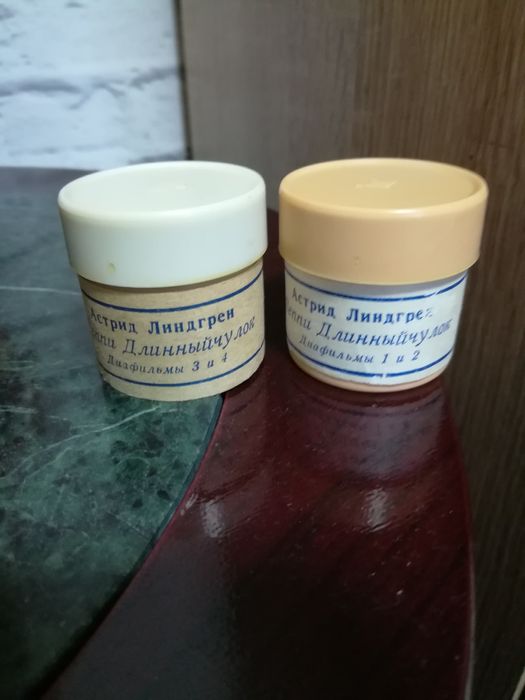 Астрид Линдгрен
Длинныйчулок
Диафильмы 3 и 4
Астрид Линдгрен
Длинныйчулок
Диафильмы 1 и 2